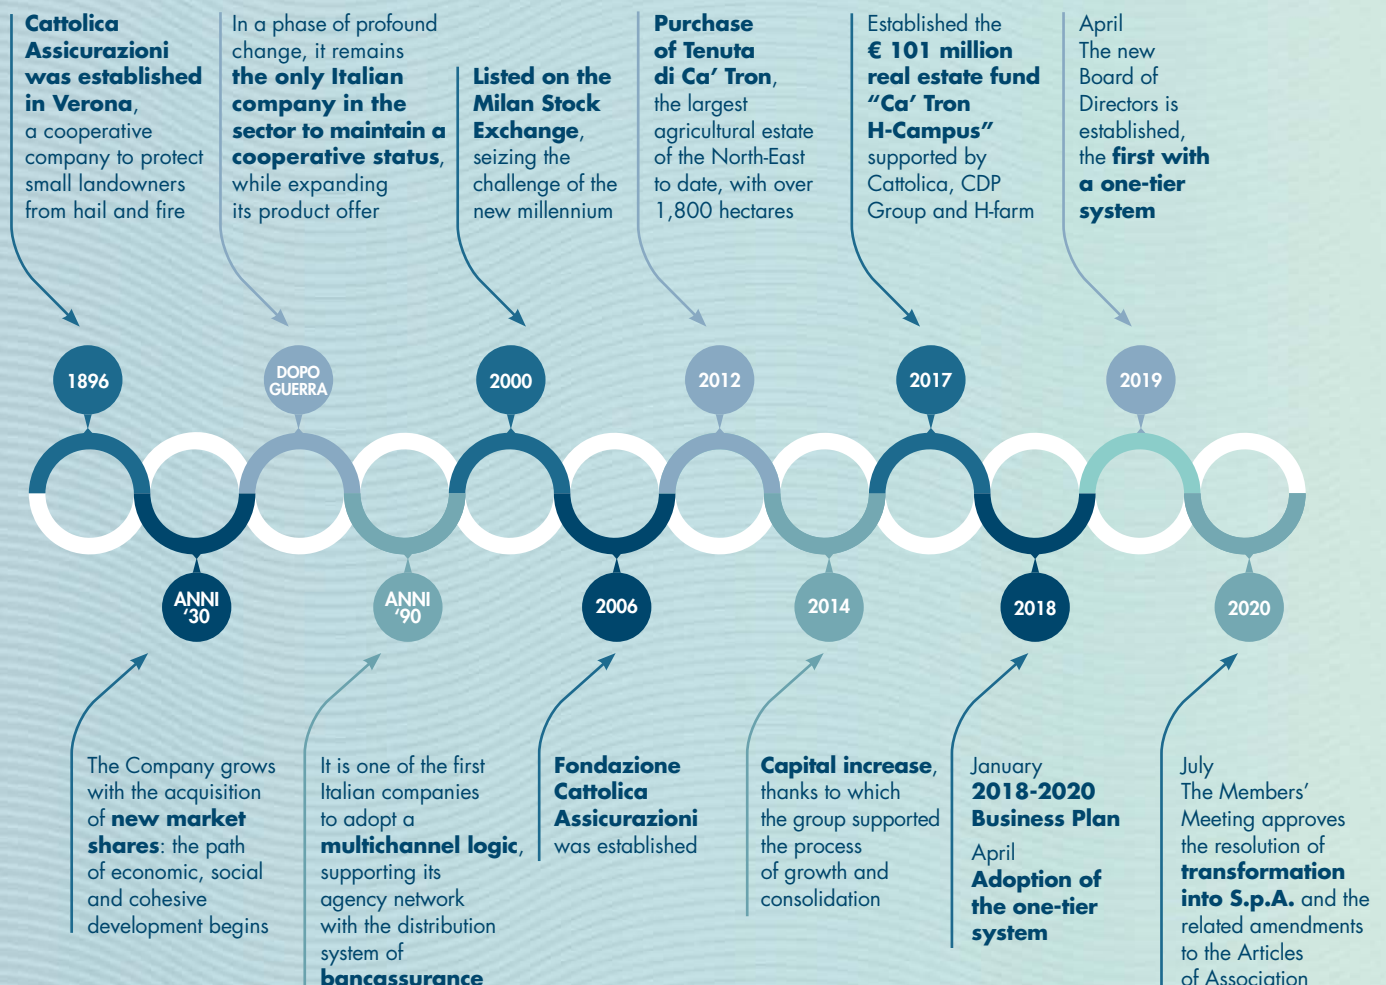 Cattolica
Assicurazioni
was established
in Verona,
a cooperative
company to protect
small landowners
from hail and fire
In a phase of profound
change, it remains
the only Italian
company in the
sector to maintain a
cooperative status,
while expanding
its product offer
Listed on the
Milan Stock
Exchange,
seizing the
challenge of the
new millennium
Purchase
of Tenuta
di Ca’ Tron,
the largest
agricultural estate
of the North-East
to date, with over
1,800 hectares
Established the
€ 101 million
real estate fund
“Ca’ Tron
H-Campus”
supported by
Cattolica, CDP
Group and H-farm
April
The new
Board of
Directors is
established,
the first with
a one-tier
system
1896
DOPO
GUERRA
2000
2012
2017
2019
ANNI
‘30
ANNI
‘90
2006
2014
2018
2020
The Company grows
with the acquisition
of new market
shares: the path
of economic, social
and cohesive
development begins
It is one of the first
Italian companies
to adopt a
multichannel logic,
supporting its
agency network
with the distribution
system of
bancassurance
Fondazione
Cattolica
Assicurazioni
was established
Capital increase,
thanks to which
the group supported
the process
of growth and
consolidation
January
2018-2020
Business Plan
April
Adoption of
the one-tier
system
July
The Members’
Meeting approves
the resolution of
transformation
into S.p.A. and the
related amendments
to the Articles
of Association